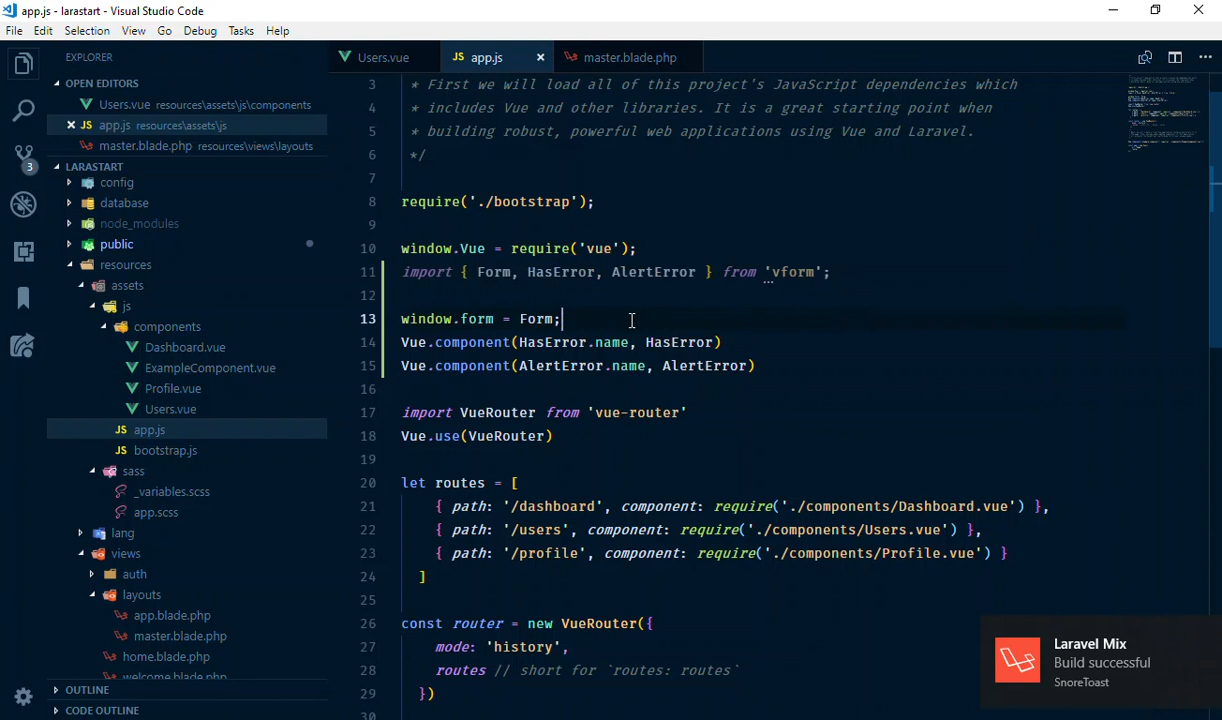 app.js - larastart - Visual Studio Code
File Edit Selection View Go Debug Tasks Help
EXPLORER
OPEN EDITORS
Users.vue resources\assets\js\components
JS app.js resources\assets\js
master.blade.php resources\views\layouts
3
LARASTART
config
database
node_modules
public
resources
assets
js
components
Dashboard.vue
ExampleComponent.vue
Profile.vue
Users.vue
JS app.js
JS bootstrap.js
sass
_variables.scss
app.scss
lang
views
auth
layouts
app.blade.php
master.blade.php
home.blade.php
welcome.blade.php
OUTLINE
CODE OUTLINE
Users.vue JS app.js master.blade.php
3 * First we will load all of this project's JavaScript dependencies which
4 * includes Vue and other libraries. It is a great starting point when
5 * building robust, powerful web applications using Vue and Laravel.
6 */
7
8 require('./bootstrap');
9
10 window.Vue = require('vue');
11 import { Form, HasError, AlertError } from 'vform';
12
13 window.form = Form;
14 Vue.component(HasError.name, HasError)
15 Vue.component(AlertError.name, AlertError)
16
17 import VueRouter from 'vue-router'
18 Vue.use(VueRouter)
19
20 let routes = [
21 { path: '/dashboard', component: require('./components/Dashboard.vue') },
22 { path: '/users', component: require('./components/Users.vue') },
23 { path: '/profile', component: require('./components/Profile.vue') }
24 ]
25
26 const router = new VueRouter({
27 mode: 'history',
28 routes // short for `routes: routes`
29 })
30
Laravel Mix
Build successful
SnoreToast